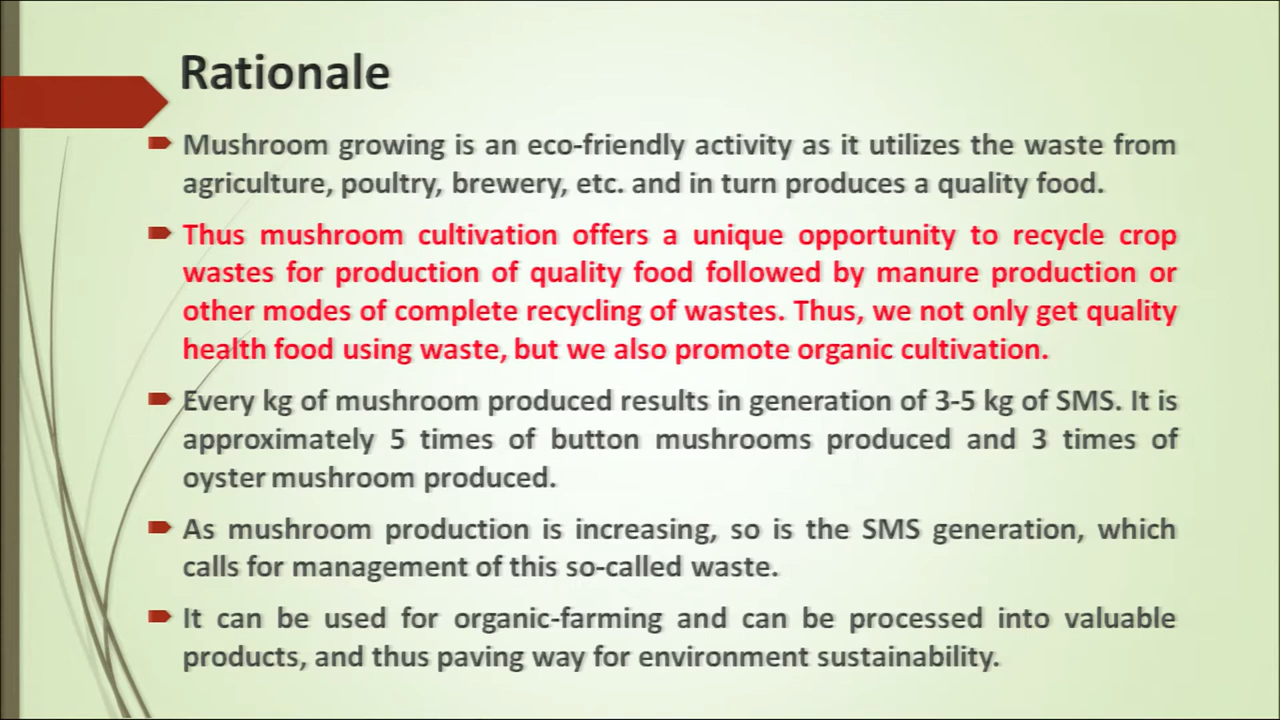 Rationale
Mushroom growing is an eco-friendly activity as it utilizes the waste from
agriculture, poultry, brewery, etc. and in turn produces a quality food.
Thus mushroom cultivation offers a unique opportunity to recycle crop
wastes for production of quality food followed by manure production or
other modes of complete recycling of wastes. Thus, we not only get quality
health food using waste, but we also promote organic cultivation.
Every kg of mushroom produced results in generation of 3-5 kg of SMS. It is
approximately 5 times of button mushrooms produced and 3 times of
oyster mushroom produced.
As mushroom production is increasing, so is the SMS generation, which
calls for management of this so-called waste.
It can be used for organic-farming and can be processed into valuable
products, and thus paving way for environment sustainability.